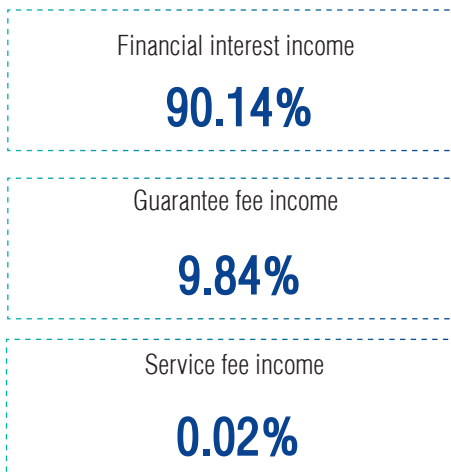 Financial interest income
90.14%
Guarantee fee income
9.84%
Service fee income
0.02%